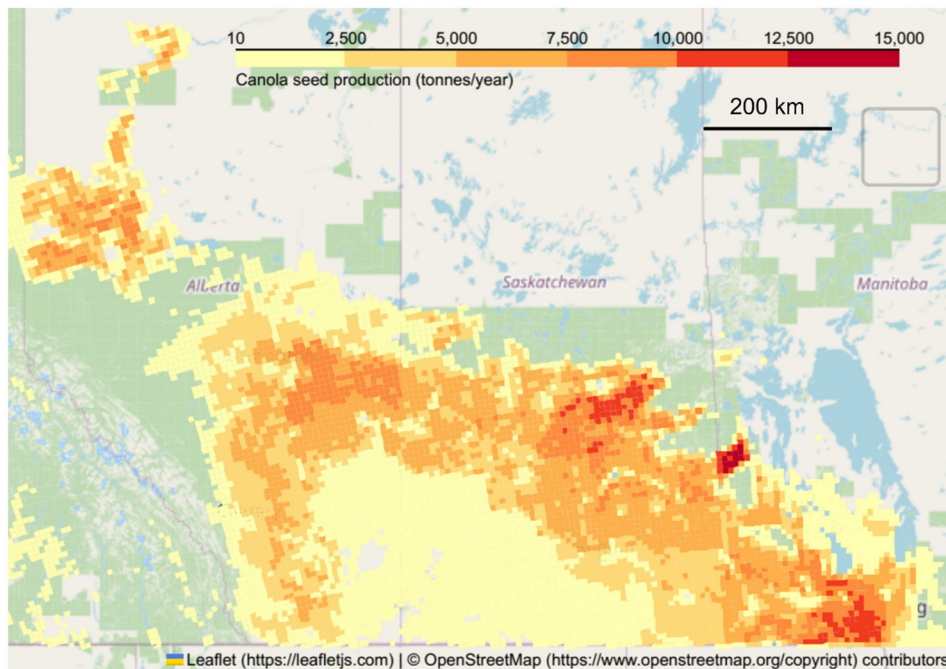 10 2,500 5,000 7,500 10,000 12,500 15,000
Canola seed production (tonnes/year)
200 km
Alberta
Saskatchewan
Manitoba
g
Leaflet (https://leafletjs.com) | © OpenStreetMap (https://www.openstreetmap.org/copyright) contributors